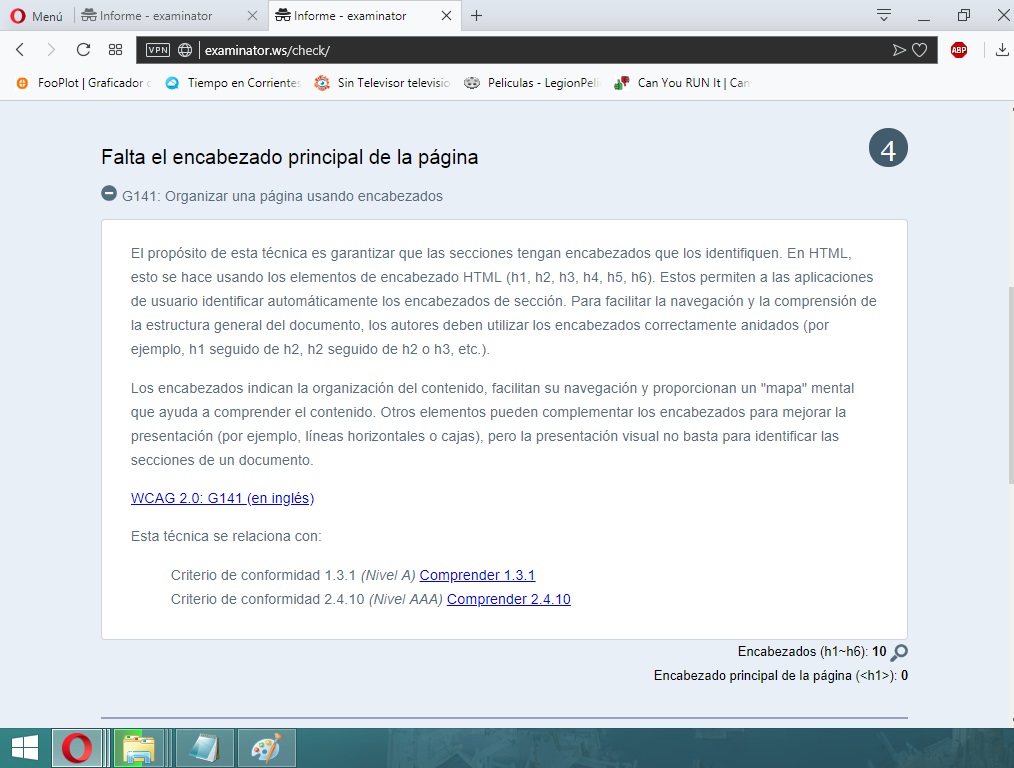 Menú
Informe - examinator
Informe - examinator
VPN
examinator.ws/check/
ABP
FooPlot | Graficador
Tiempo en Corrientes
Sin Televisor televisio
Películas - LegionPeli
Can You RUN It | Can
Falta el encabezado principal de la página
4
G141: Organizar una página usando encabezados
El propósito de esta técnica es garantizar que las secciones tengan encabezados que los identifiquen. En HTML,
esto se hace usando los elementos de encabezado HTML (h1, h2, h3, h4, h5, h6). Estos permiten a las aplicaciones
de usuario identificar automáticamente los encabezados de sección. Para facilitar la navegación y la comprensión de
la estructura general del documento, los autores deben utilizar los encabezados correctamente anidados (por
ejemplo, h1 seguido de h2, h2 seguido de h2 o h3, etc.).
Los encabezados indican la organización del contenido, facilitan su navegación y proporcionan un "mapa" mental
que ayuda a comprender el contenido. Otros elementos pueden complementar los encabezados para mejorar la
presentación (por ejemplo, líneas horizontales o cajas), pero la presentación visual no basta para identificar las
secciones de un documento.
WCAG 2.0: G141 (en inglés)
Esta técnica se relaciona con:
Criterio de conformidad 1.3.1 (Nivel A) Comprender 1.3.1
Criterio de conformidad 2.4.10 (Nivel AAA) Comprender 2.4.10
Encabezados (h1~h6): 10
Encabezado principal de la página (<h1>): 0